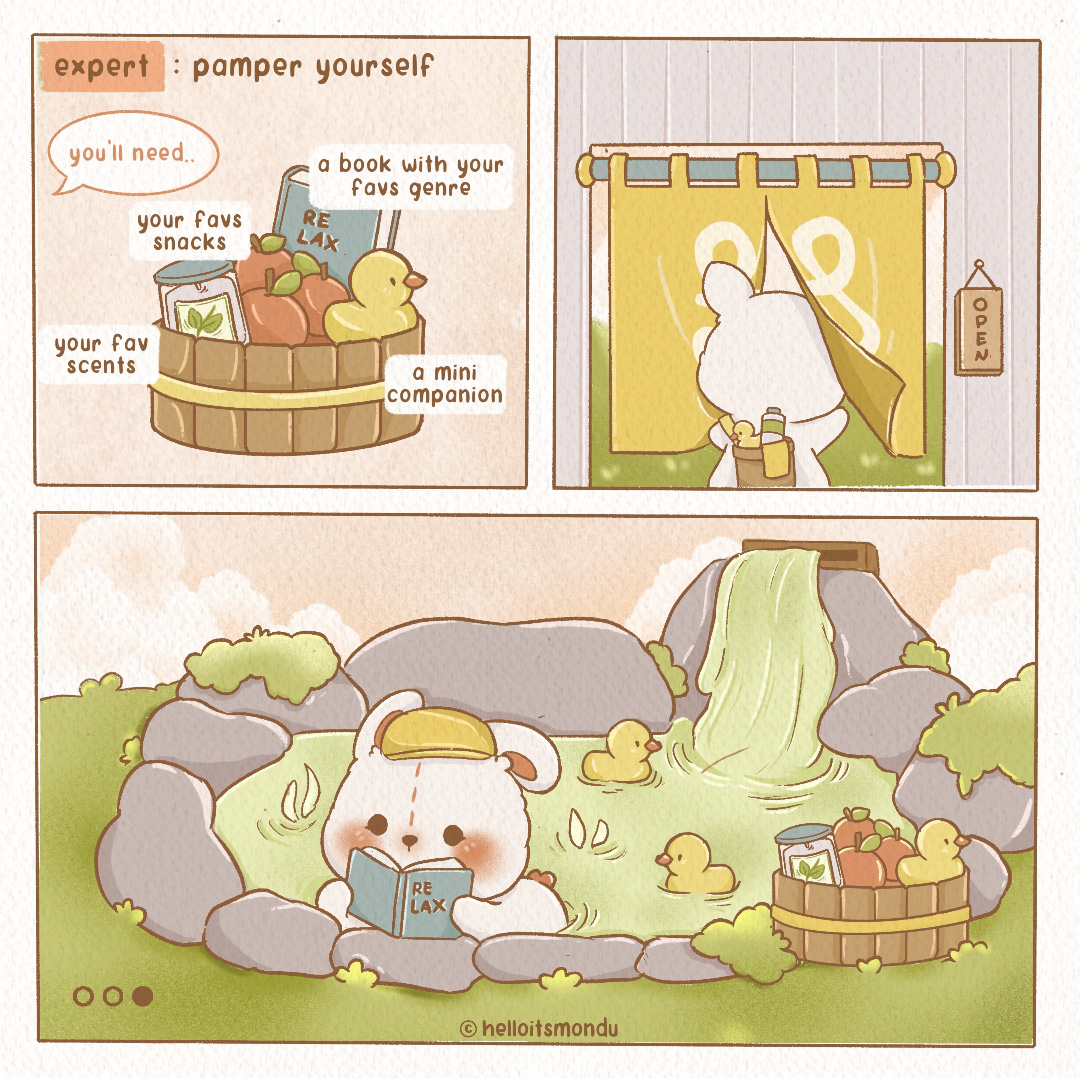 expert : pamper yourself
you'll need..
a book with your
favs genre
RE
LAX
your favs
snacks
your fav
scents
a mini
companion
OPEN
RE
LAX
© helloitsmondu